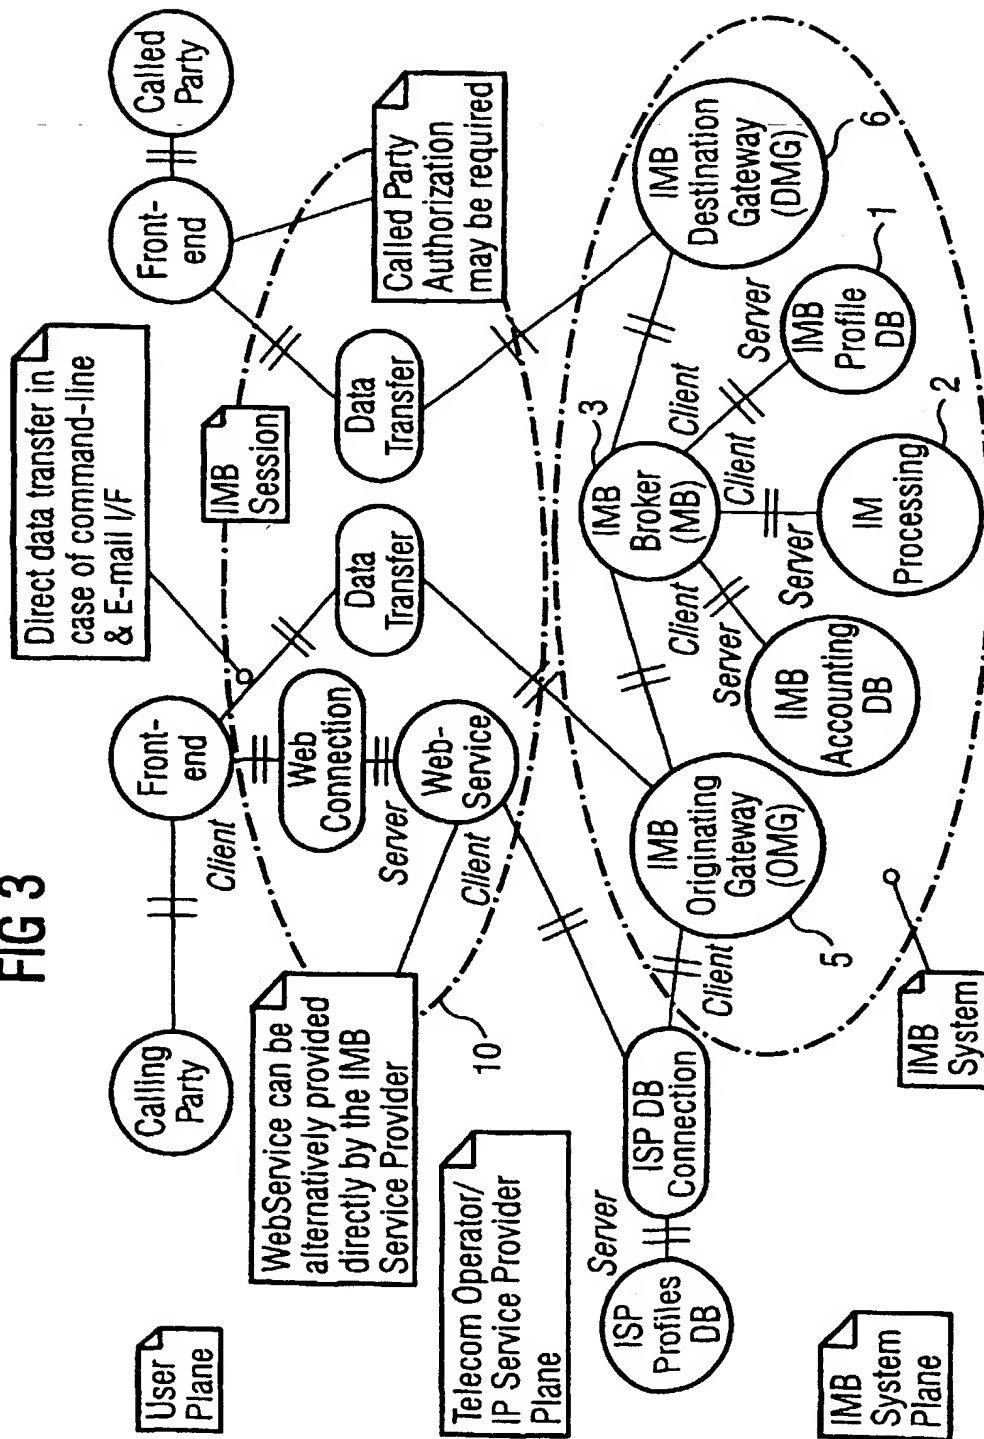 FIG 3
User
Plane
Calling
Party
Front-
end
Direct data transfer in
case of command-line
& E-mail I/F
Front-
end
Called
Party
Client
WebService can be
alternatively provided
directly by the IMB
Service Provider
Web
Connection
IMB
Session
Server
Web-
Service
Client
Data
Transfer
Data
Transfer
Called Party
Authorization
may be required
10
Telecom Operator/
IP Service Provider
Plane
Server
ISP
Profiles
DB
ISP DB
Connection
Client
IMB
Originating
Gateway
(OMG)
5
IMB
Broker
(MB)
3
Client
Server
Client
Server
Client
Server
IMB
Accounting
DB
IM
Processing
2
IMB
Profile
DB
1
IMB
Destination
Gateway
(DMG)
6
IMB
System
Plane
IMB
System